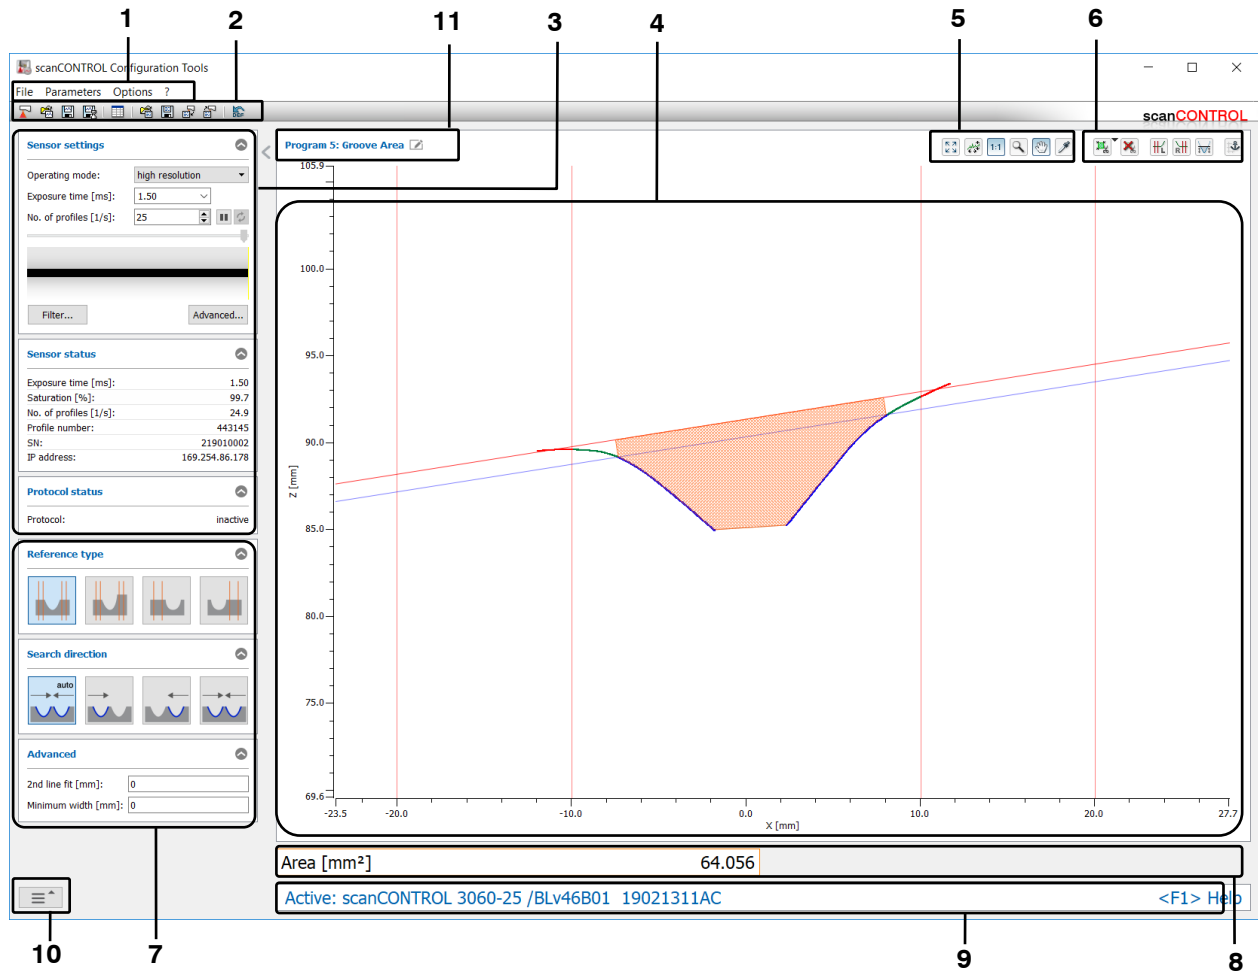 1
2
11
3
4
5
6
scanCONTROL Configuration Tools
File Parameters Options ?
scanCONTROL
Sensor settings
Operating mode: high resolution
Exposure time [ms]: 1.50
No. of profiles [1/s]: 25
Filter... Advanced...
Sensor status
Exposure time [ms]: 1.50
Saturation [%]: 99.7
No. of profiles [1/s]: 24.9
Profile number: 443145
SN: 219010002
IP address: 169.254.86.178
Protocol status
Protocol: inactive
Reference type
Search direction
auto
Advanced
2nd line fit [mm]: 0
Minimum width [mm]: 0
Program 5: Groove Area
1:1
L
R
105.9
100.0
95.0
90.0
85.0
80.0
75.0
69.6
Z [mm]
-23.5 -20.0 -10.0 0.0 10.0 20.0 27.7
X [mm]
Area [mm²] 64.056
Active: scanCONTROL 3060-25 /BLv46B01 19021311AC <F1> Help
10
7
9
8